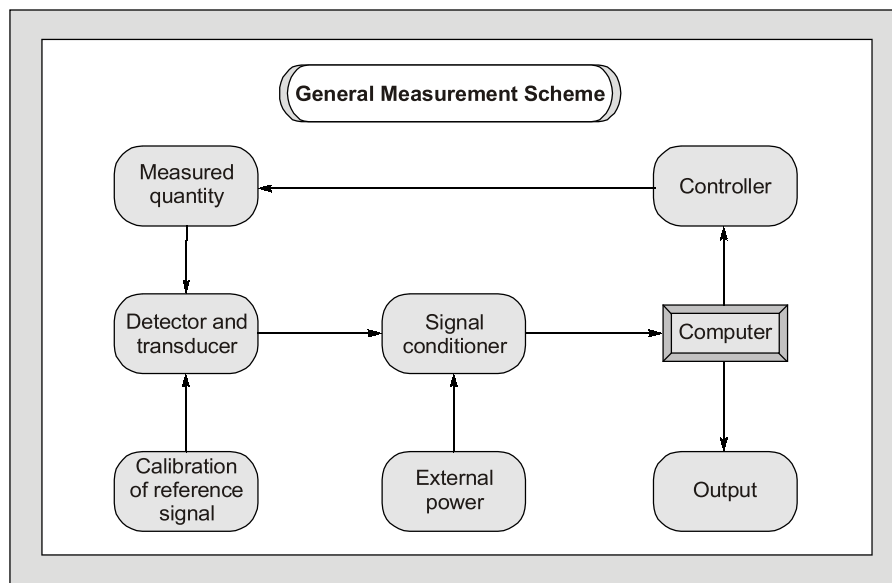 General Measurement Scheme
Measured
quantity
Controller
Detector and
transducer
Signal
conditioner
Computer
Calibration
of reference
signal
External
power
Output